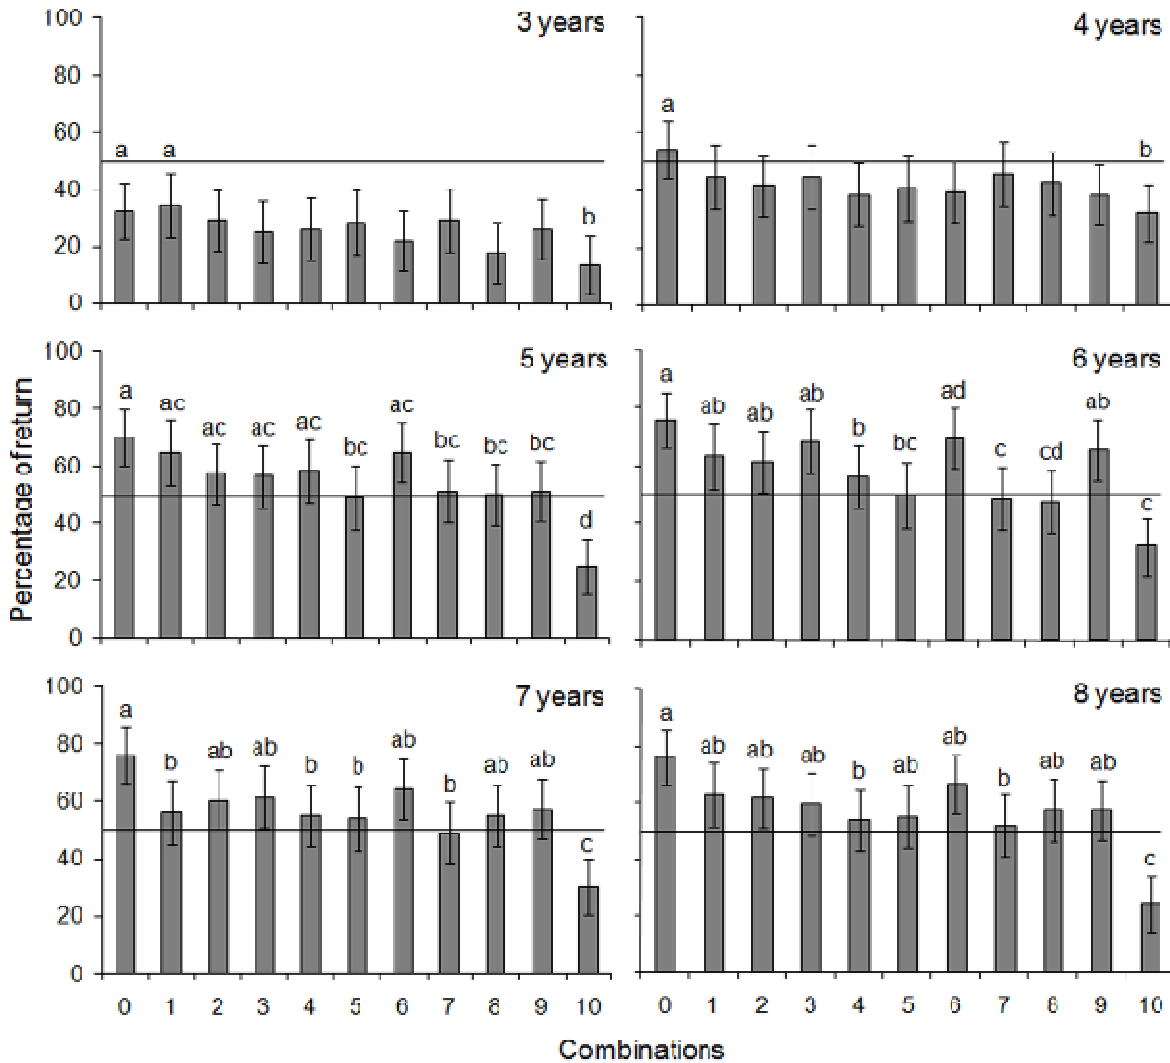 100 3 years 4 years
80
a
60
a a b
40
b
20
0
100 5 years 6 years
a a
80 ac ac ab ad ab
ac ac ac ab ab b
bc bc bc bc bc c cd
60
40 d c
20
0
100 7 years 8 years
a a
80
b ab ab b b ab b ab ab
ab ab ab b ab ab b ab ab
60
40 c c
20
0
0 1 2 3 4 5 6 7 8 9 10 0 1 2 3 4 5 6 7 8 9 10
Percentage of return
Combinations